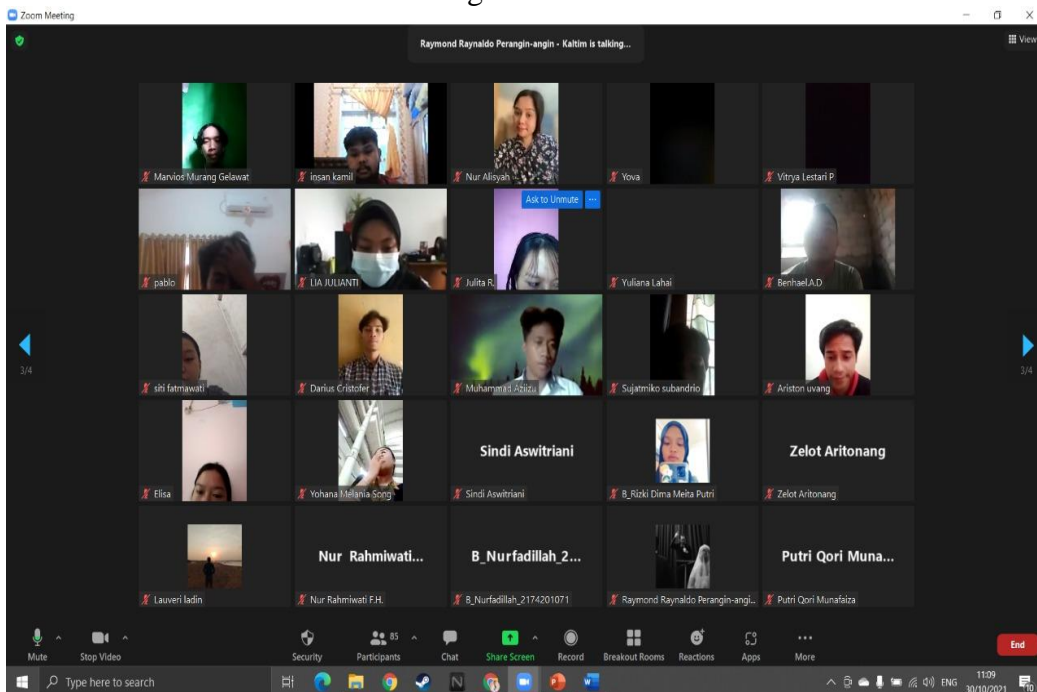 Zoom Meeting
Raymond Raynaldo Perangin-angin - Kaltim is talking...
View
Marvios Murang Gelawat
insan kamil
Nur Alisyah
Yova
Vitrya Lestari P
Ask to Unmute
pablo
LIA JULIANTI
Julita R.
Yuliana Lahai
Benhael.A.D
siti fatmawati
Darius Cristofer
Muhammad Aziizu
Sujatmiko subandrio
Ariston uvang
3/4
3/4
Sindi Aswitriani
Zelot Aritonang
Elisa
Yohana Melania Song
Sindi Aswitriani
B_Rizki Dima Meita Putri
Zelot Aritonang
Nur Rahmiwati...
B_Nurfadillah_2...
Putri Qori Muna...
Lauveri ladin
Nur Rahmiwati F.H.
B_Nurfadillah_2174201071
Raymond Raynaldo Perangin-angi...
Putri Qori Munafaiza
85
Mute
Stop Video
Security
Participants
Chat
Share Screen
Record
Breakout Rooms
Reactions
Apps
More
End
Type here to search
ENG
11:09
30/10/2021
10